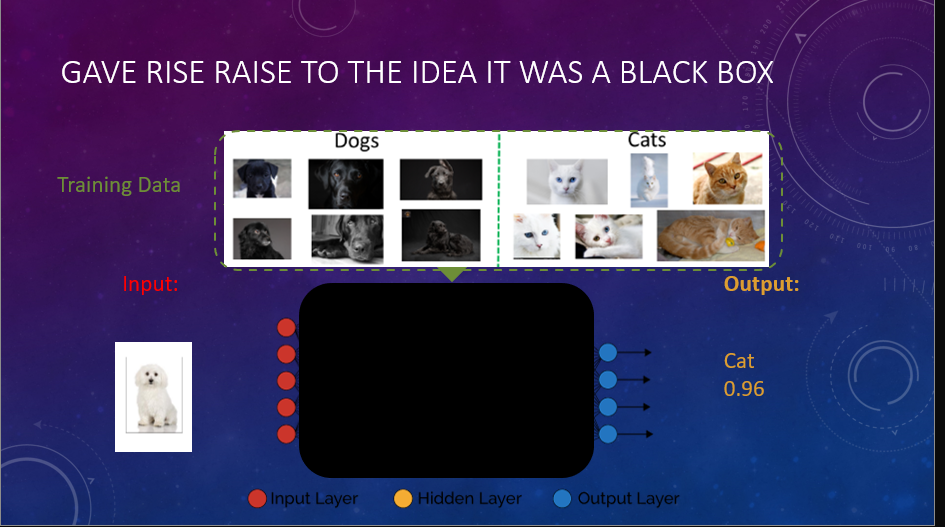 GAVE RISE RAISE TO THE IDEA IT WAS A BLACK BOX
Dogs
Cats
Training Data
Input:
Output:
Cat
0.96
Input Layer
Hidden Layer
Output Layer